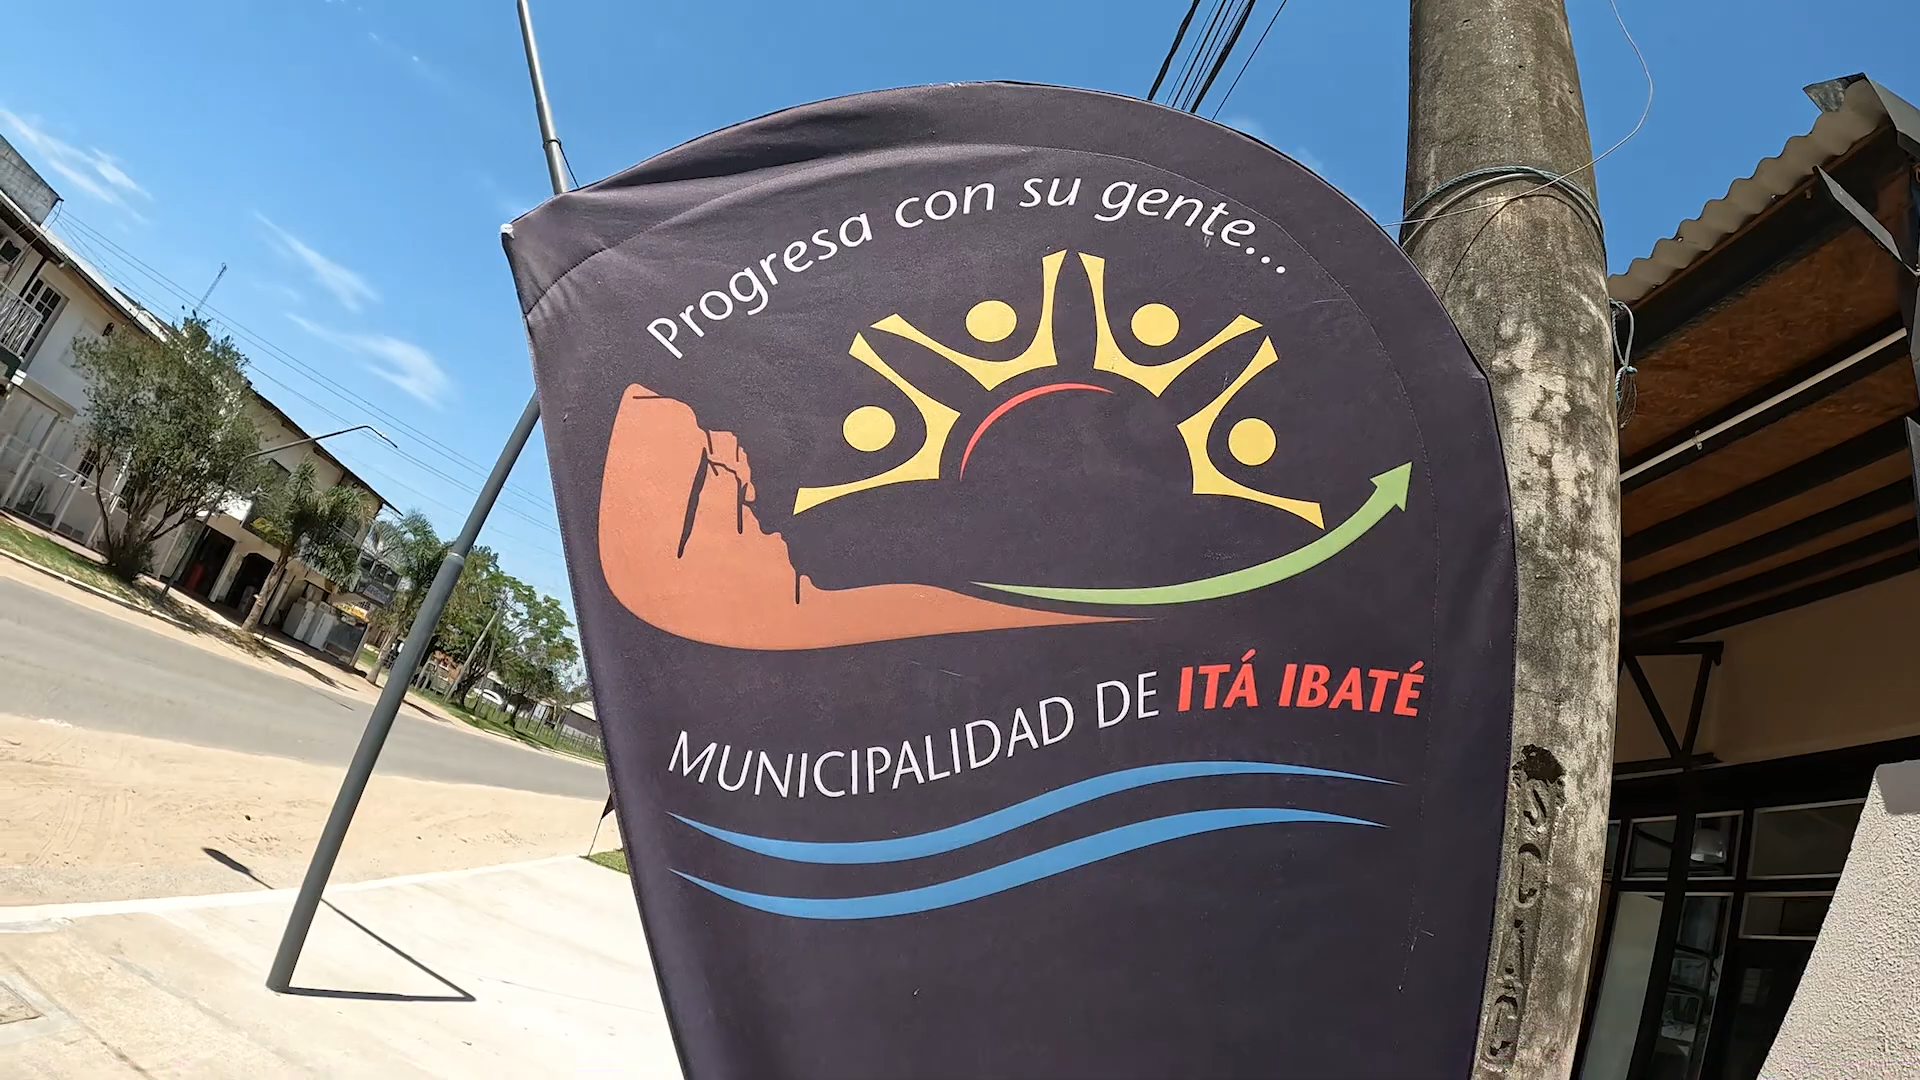 Progresa con su gente...
MUNICIPALIDAD DE ITÁ IBATÉ